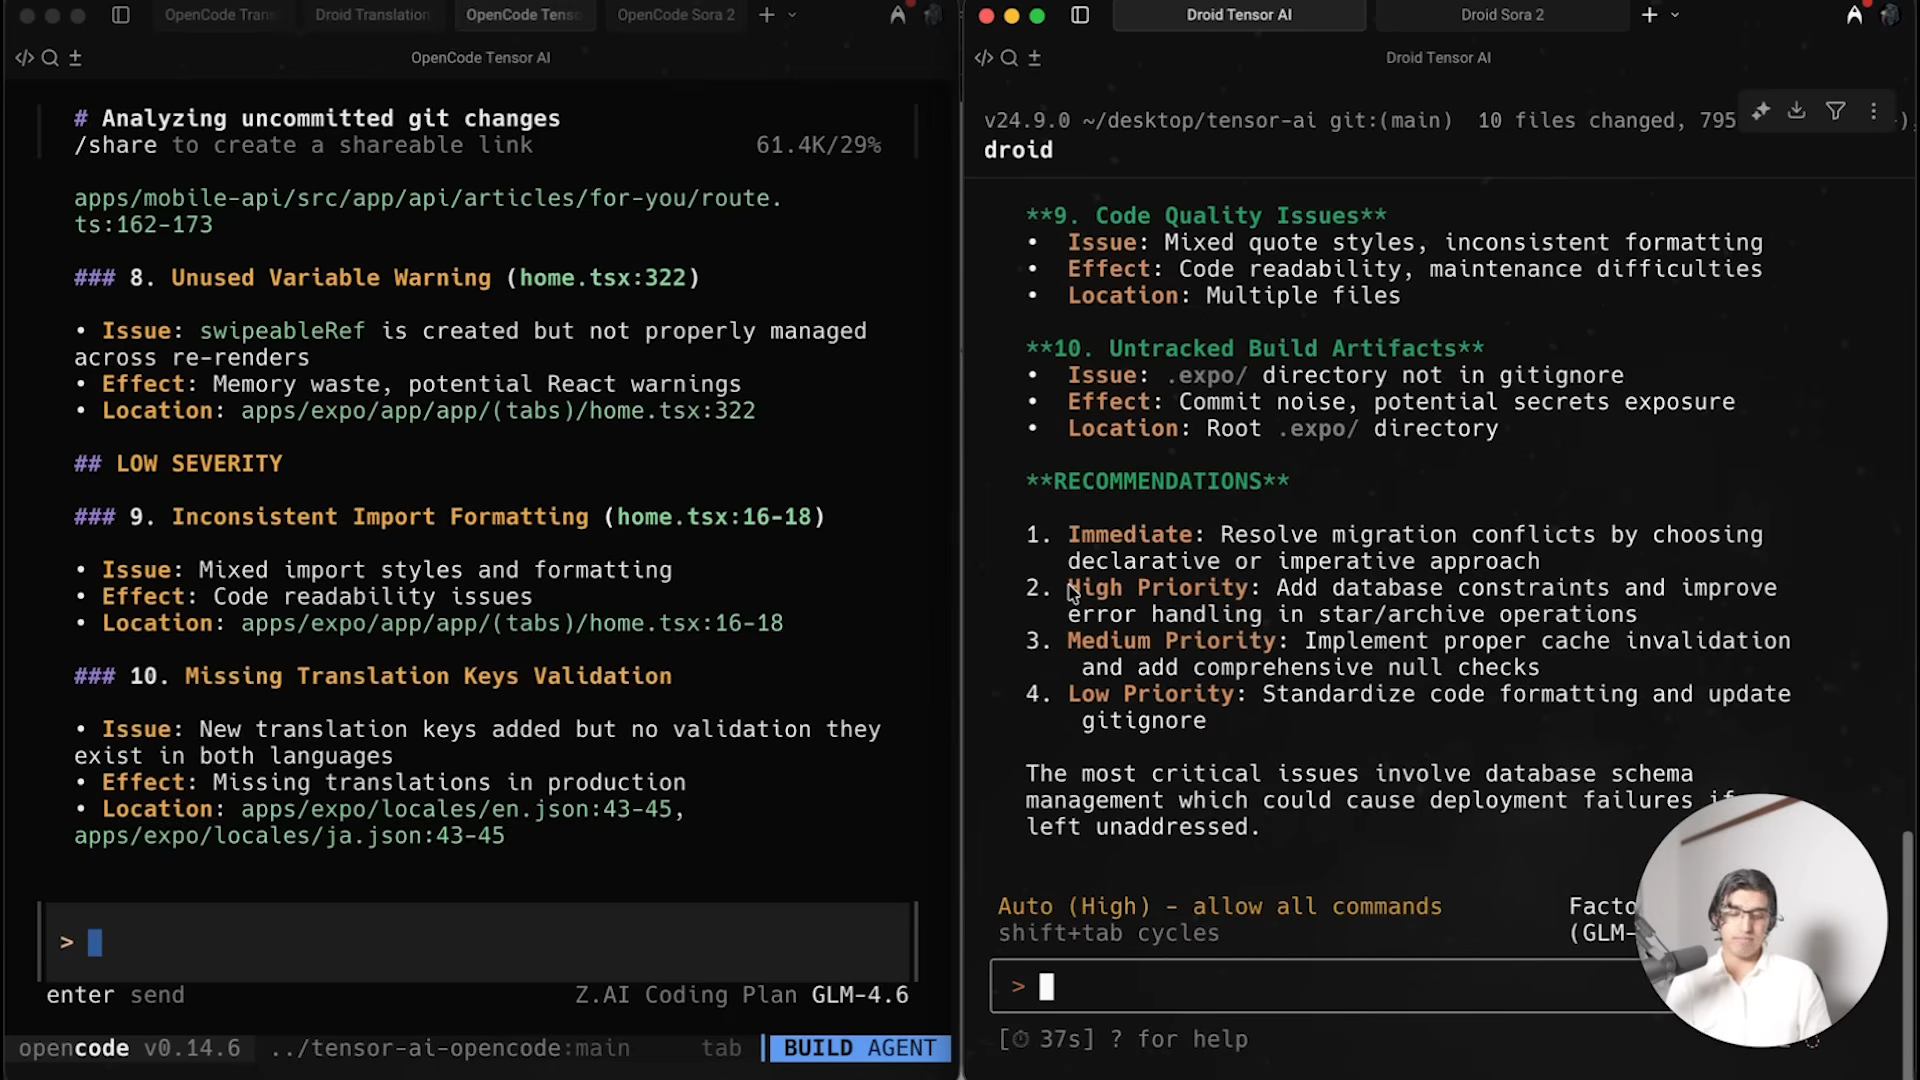 OpenCode Tran
Droid Translation
OpenCode Tenso
OpenCode Sora 2
OpenCode Tensor AI
# Analyzing uncommitted git changes
/share to create a shareable link 61.4K/29%
apps/mobile-api/src/app/api/articles/for-you/route.
ts:162-173
### 8. Unused Variable Warning (home.tsx:322)
• Issue: swipeableRef is created but not properly managed
across re-renders
• Effect: Memory waste, potential React warnings
• Location: apps/expo/app/app/(tabs)/home.tsx:322
## LOW SEVERITY
### 9. Inconsistent Import Formatting (home.tsx:16-18)
• Issue: Mixed import styles and formatting
• Effect: Code readability issues
• Location: apps/expo/app/app/(tabs)/home.tsx:16-18
### 10. Missing Translation Keys Validation
• Issue: New translation keys added but no validation they
exist in both languages
• Effect: Missing translations in production
• Location: apps/expo/locales/en.json:43-45,
apps/expo/locales/ja.json:43-45
>
enter send Z.AI Coding Plan GLM-4.6
opencode v0.14.6 ../tensor-ai-opencode:main tab BUILD AGENT
Droid Tensor AI
Droid Sora 2
Droid Tensor AI
v24.9.0 ~/desktop/tensor-ai git:(main) 10 files changed, 795
droid
**9. Code Quality Issues**
• Issue: Mixed quote styles, inconsistent formatting
• Effect: Code readability, maintenance difficulties
• Location: Multiple files
**10. Untracked Build Artifacts**
• Issue: .expo/ directory not in gitignore
• Effect: Commit noise, potential secrets exposure
• Location: Root .expo/ directory
**RECOMMENDATIONS**
1. Immediate: Resolve migration conflicts by choosing
declarative or imperative approach
2. High Priority: Add database constraints and improve
error handling in star/archive operations
3. Medium Priority: Implement proper cache invalidation
and add comprehensive null checks
4. Low Priority: Standardize code formatting and update
gitignore
The most critical issues involve database schema
management which could cause deployment failures if
left unaddressed.
Auto (High) - allow all commands Facto
shift+tab cycles (GLM-
>
[⏱ 37s] ? for help